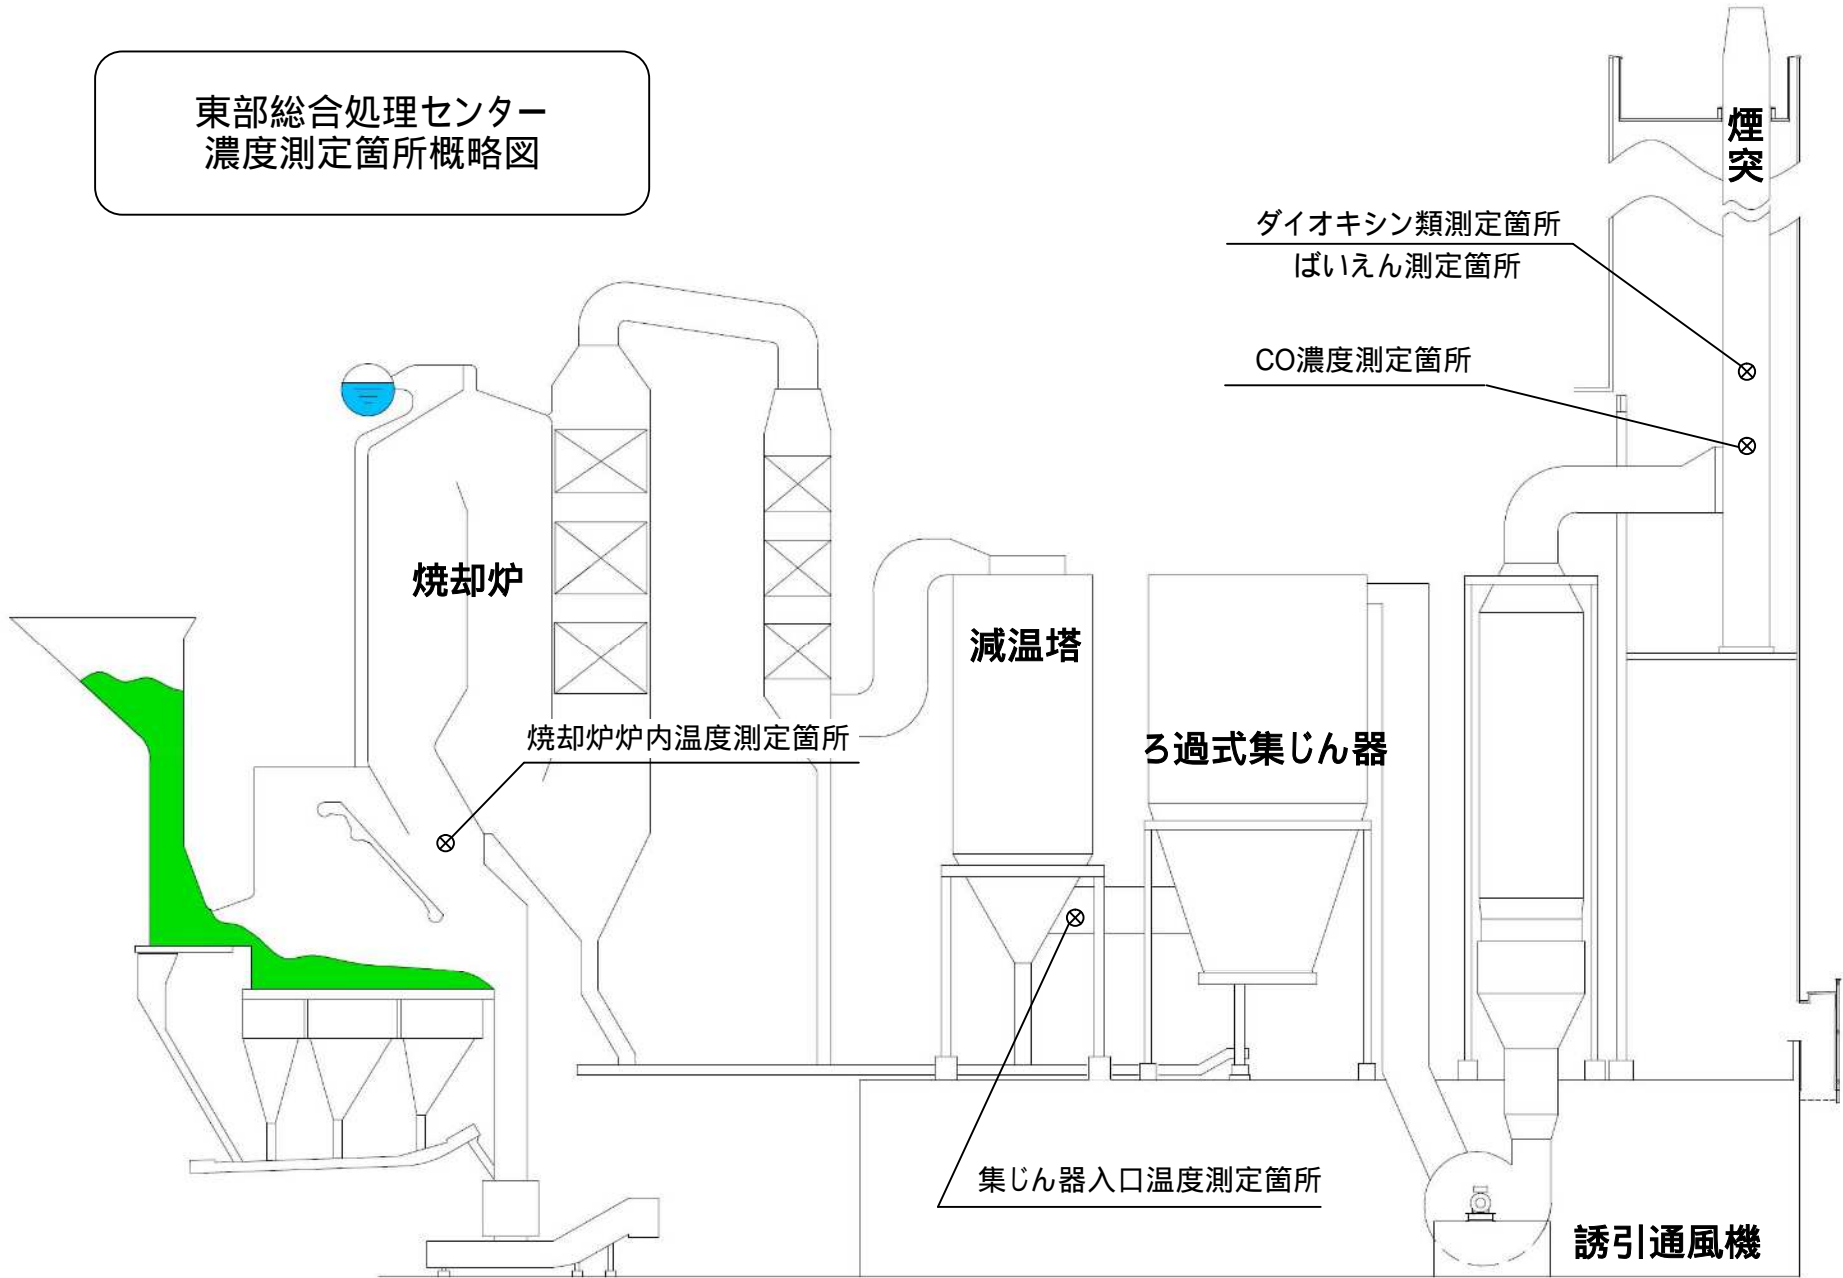 東部総合処理センター
濃度測定箇所概略図
煙突
ダイオキシン類測定箇所
ばいえん測定箇所
CO濃度測定箇所
焼却炉
減温塔
焼却炉炉内温度測定箇所
ろ過式集じん器
集じん器入口温度測定箇所
誘引通風機